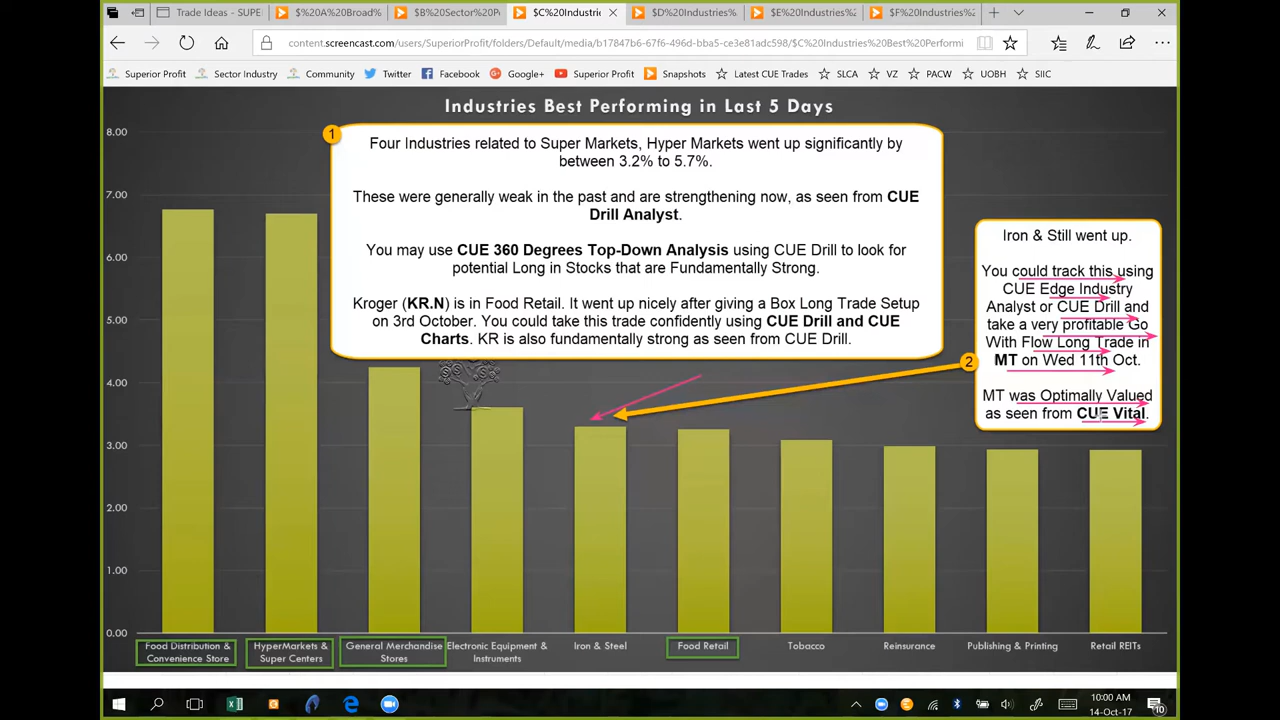 Trade Ideas - SUPE
$%20A%20Broad%
$B%20Sector%20Pe
$C%20Industrie
$D%20Industries%
$E%20Industries%2
$F%20Industries%2
content.screencast.com/users/SuperiorProfit/folders/Default/media/b17847b6-67f6-496d-bba5-ce3e81adc598/$C%20Industries%20Best%20Performi
Superior Profit
Sector Industry
Community
Twitter
Facebook
Google+
Superior Profit
Snapshots
Latest CUE Trades
SLCA
VZ
PACW
UOBH
SIIC
Industries Best Performing in Last 5 Days
8.00
7.00
6.00
5.00
4.00
3.00
2.00
1.00
0.00
1
Four Industries related to Super Markets, Hyper Markets went up significantly by
between 3.2% to 5.7%.
These were generally weak in the past and are strengthening now, as seen from CUE
Drill Analyst.
You may use CUE 360 Degrees Top-Down Analysis using CUE Drill to look for
potential Long in Stocks that are Fundamentally Strong.
Kroger (KR.N) is in Food Retail. It went up nicely after giving a Box Long Trade Setup
on 3rd October. You could take this trade confidently using CUE Drill and CUE
Charts. KR is also fundamentally strong as seen from CUE Drill.
2
Iron & Still went up.
You could track this using
CUE Edge Industry
Analyst or CUE Drill and
take a very profitable Go
With Flow Long Trade in
MT on Wed 11th Oct.
MT was Optimally Valued
as seen from CUE Vital.
Food Distribution &
Convenience Store
HyperMarkets &
Super Centers
General Merchandise
Stores
Electronic Equipment &
Instruments
Iron & Steel
Food Retail
Tobacco
Reinsurance
Publishing & Printing
Retail REITs
10:00 AM
14-Oct-17
10